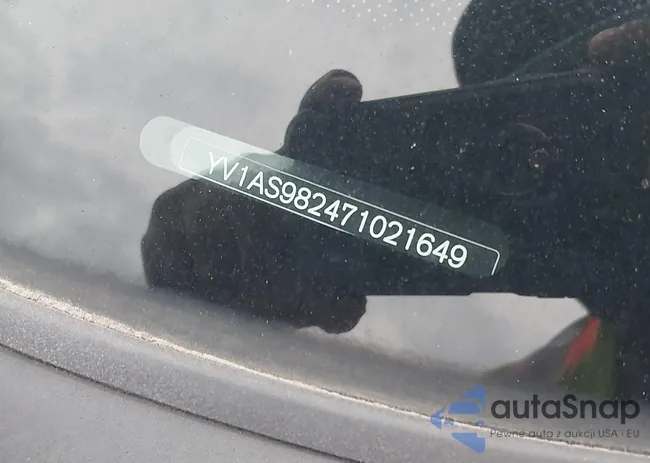 YV1AS982471021649
autaSnap
Pewne auta z aukcji USA · EU